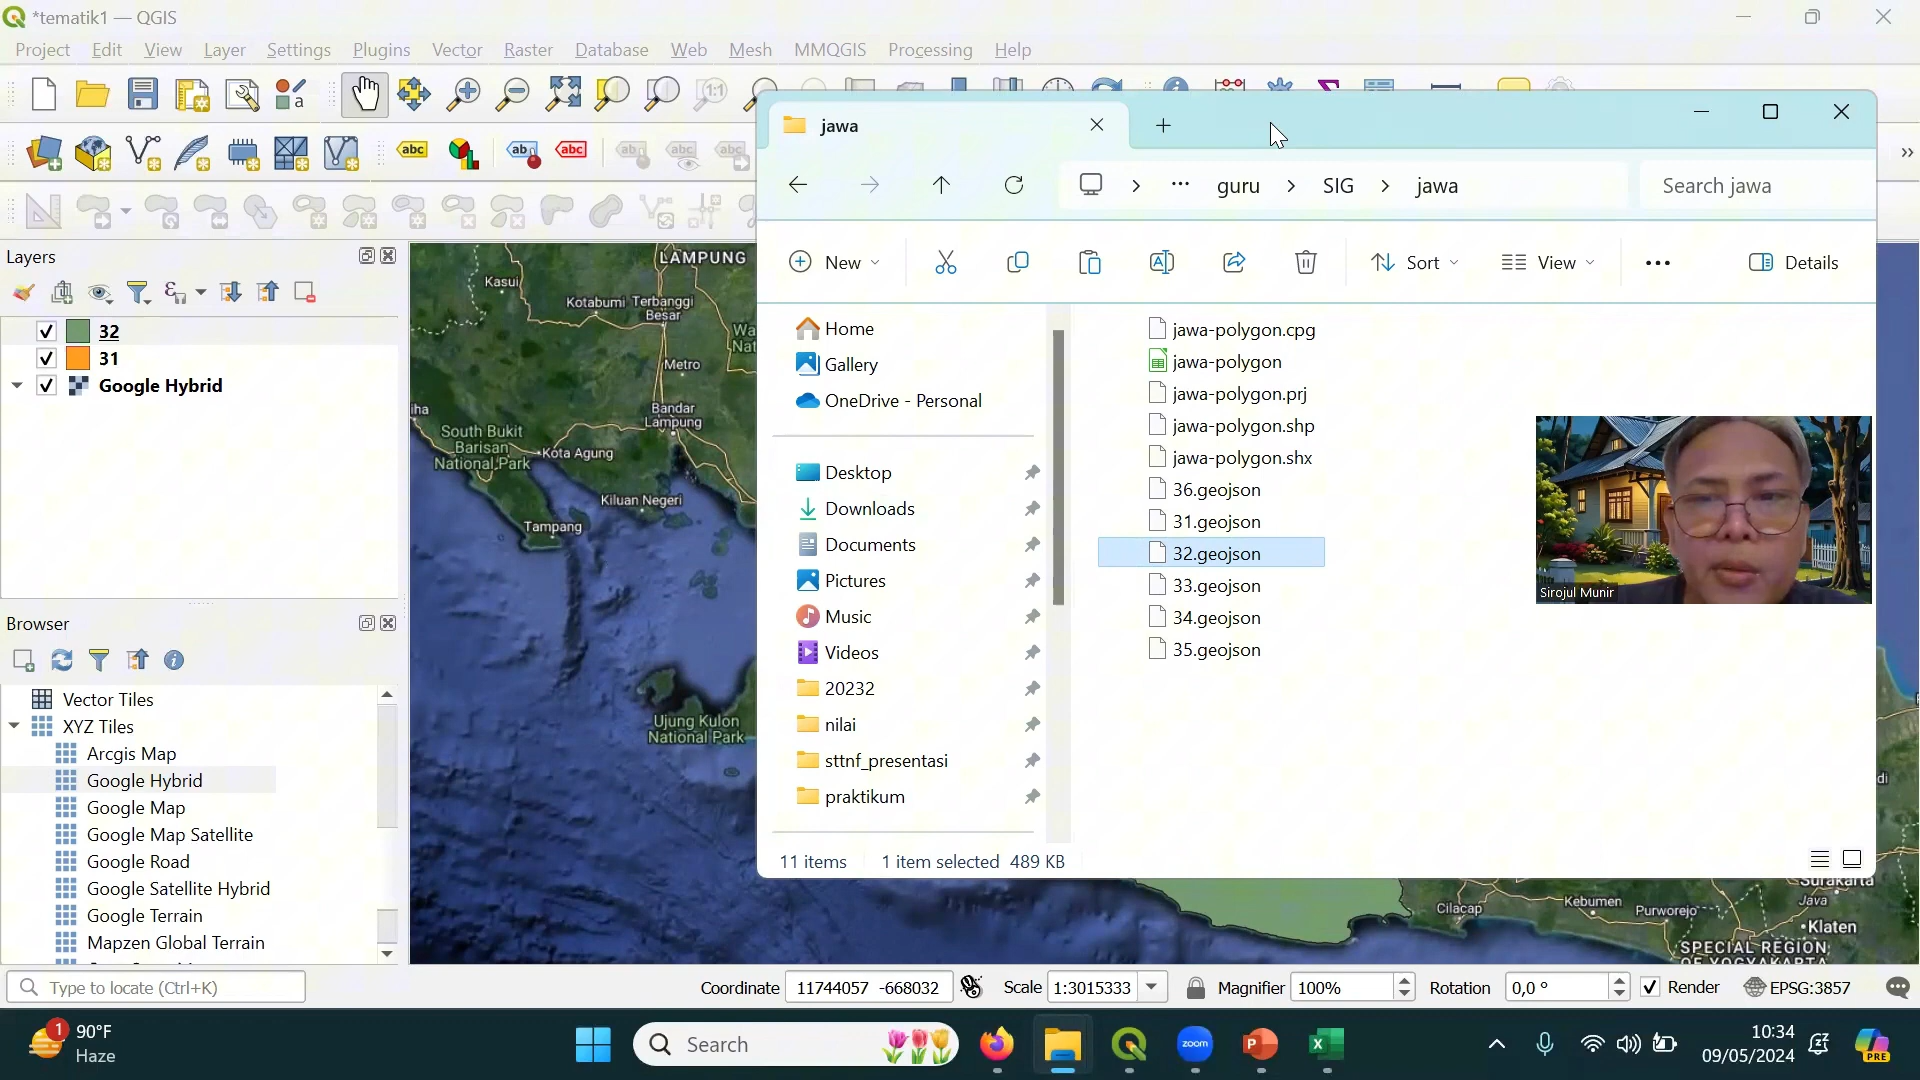 *tematik1 — QGIS
Project Edit View Layer Settings Plugins Vector Raster Database Web Mesh MMQGIS Processing Help
jawa
guru > SIG > jawa
Search jawa
New
Sort
View
Details
Layers
32
31
Google Hybrid
Browser
Vector Tiles
XYZ Tiles
Arcgis Map
Google Hybrid
Google Map
Google Map Satellite
Google Road
Google Satellite Hybrid
Google Terrain
Mapzen Global Terrain
LAMPUNG
Kasui
Kotabumi
Terbanggi
Besar
Metro
Bandar
Lampung
South Bukit
Barisan
National Park
Kota Agung
Kiluan Negeri
Tampang
Ujung Kulon
National Park
Home
Gallery
OneDrive - Personal
Desktop
Downloads
Documents
Pictures
Music
Videos
20232
nilai
sttnf_presentasi
praktikum
jawa-polygon.cpg
jawa-polygon
jawa-polygon.prj
jawa-polygon.shp
jawa-polygon.shx
36.geojson
31.geojson
32.geojson
33.geojson
34.geojson
35.geojson
Sirojul Munir
11 items 1 item selected 489 KB
Surakarta
Java
Cilacap
Kebumen
Purworejo
Klaten
SPECIAL REGION
OF YOGYAKARTA
Type to locate (Ctrl+K)
Coordinate 11744057 -668032 Scale 1:3015333 Magnifier 100% Rotation 0,0 ° Render EPSG:3857
1
90°F
Haze
Search
zoom
10:34
09/05/2024
PRE